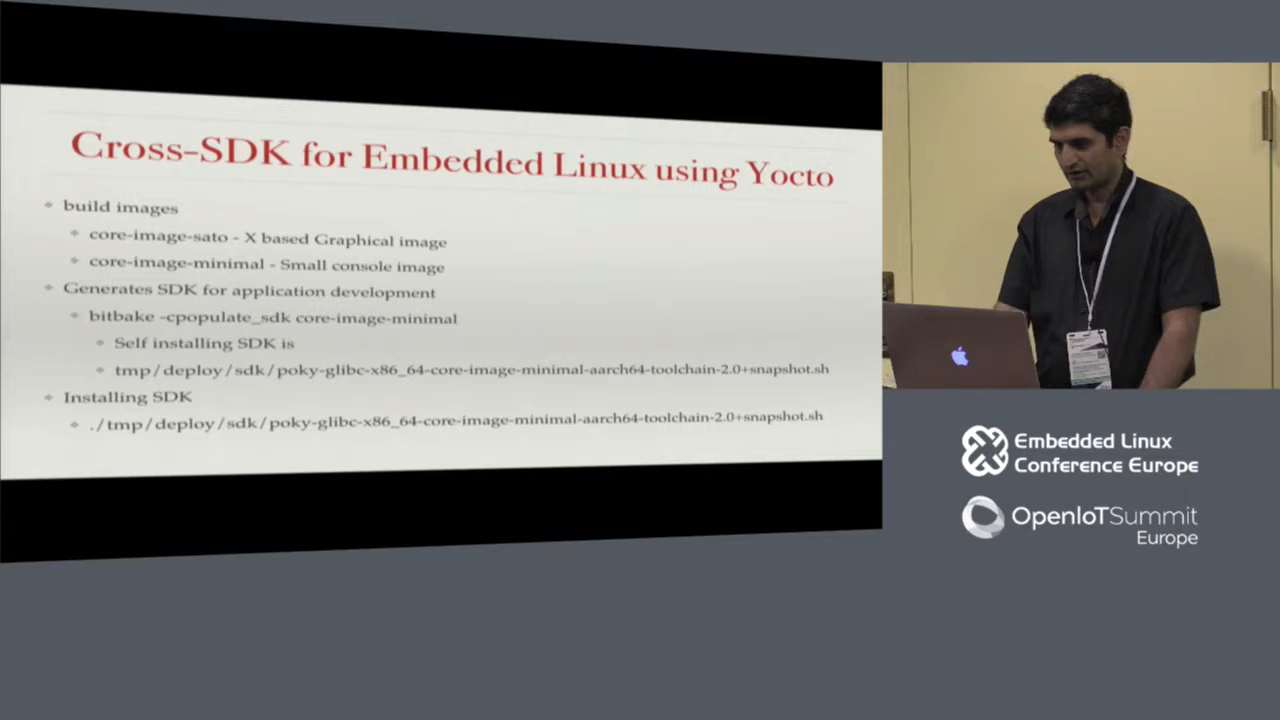 Cross-SDK for Embedded Linux using Yocto
build images
core-image-sato - X based Graphical image
core-image-minimal - Small console image
Generates SDK for application development
bitbake -cpopulate_sdk core-image-minimal
Self installing SDK is
tmp/deploy/sdk/poky-glibc-x86_64-core-image-minimal-aarch64-toolchain-2.0+snapshot.sh
Installing SDK
./tmp/deploy/sdk/poky-glibc-x86_64-core-image-minimal-aarch64-toolchain-2.0+snapshot.sh
Embedded Linux
Conference Europe
OpenIoTSummit
Europe